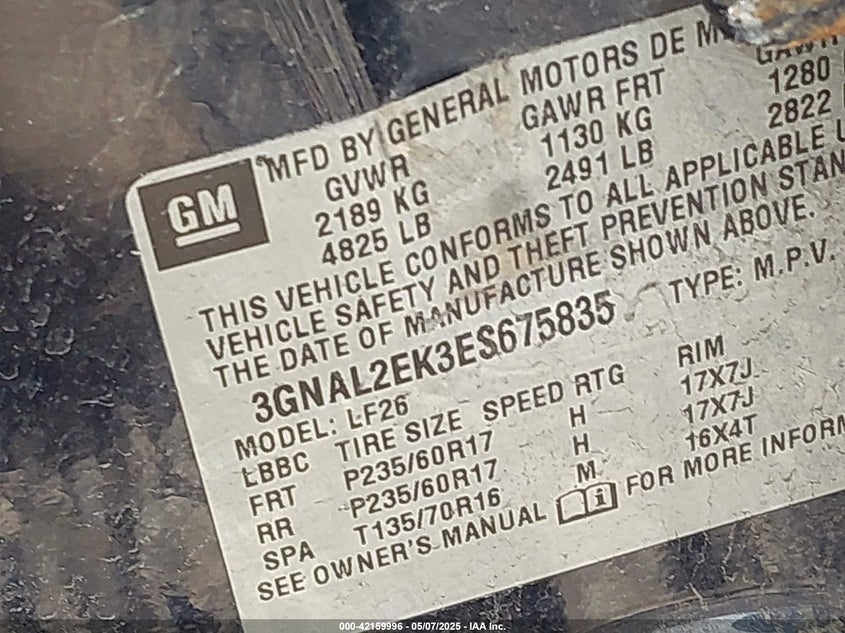 GM
MFD BY GENERAL MOTORS DE
GVWR GAWR FRT GAWR
2189 KG 1130 KG 1280
4825 LB 2491 LB 2822
THIS VEHICLE CONFORMS TO ALL APPLICABLE U
VEHICLE SAFETY AND THEFT PREVENTION STAN
THE DATE OF MANUFACTURE SHOWN ABOVE.
3GNAL2EK3ES675835 TYPE: M.P.V.
MODEL: LF26
LBBC TIRE SIZE SPEED RTG RIM
FRT P235/60R17 H 17X7J
RR P235/60R17 H 17X7J
SPA T135/70R16 M 16X4T
SEE OWNER'S MANUAL FOR MORE INFORM
000-42159996 - 05/07/2025 - IAA Inc.